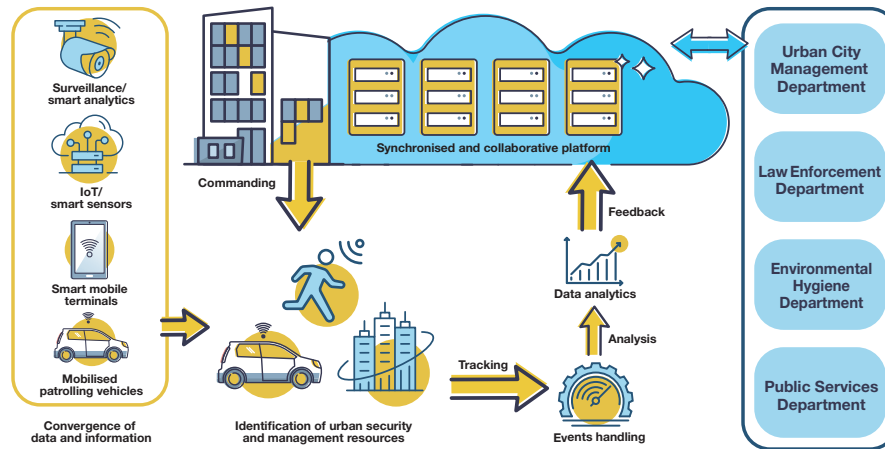 Surveillance/
smart analytics
IoT/
smart sensors
Smart mobile
terminals
Mobilised
patrolling vehicles
Convergence of
data and information
Synchronised and collaborative platform
Commanding
Identification of urban security
and management resources
Tracking
Events handling
Analysis
Data analytics
Feedback
Urban City
Management
Department
Law Enforcement
Department
Environmental
Hygiene
Department
Public Services
Department